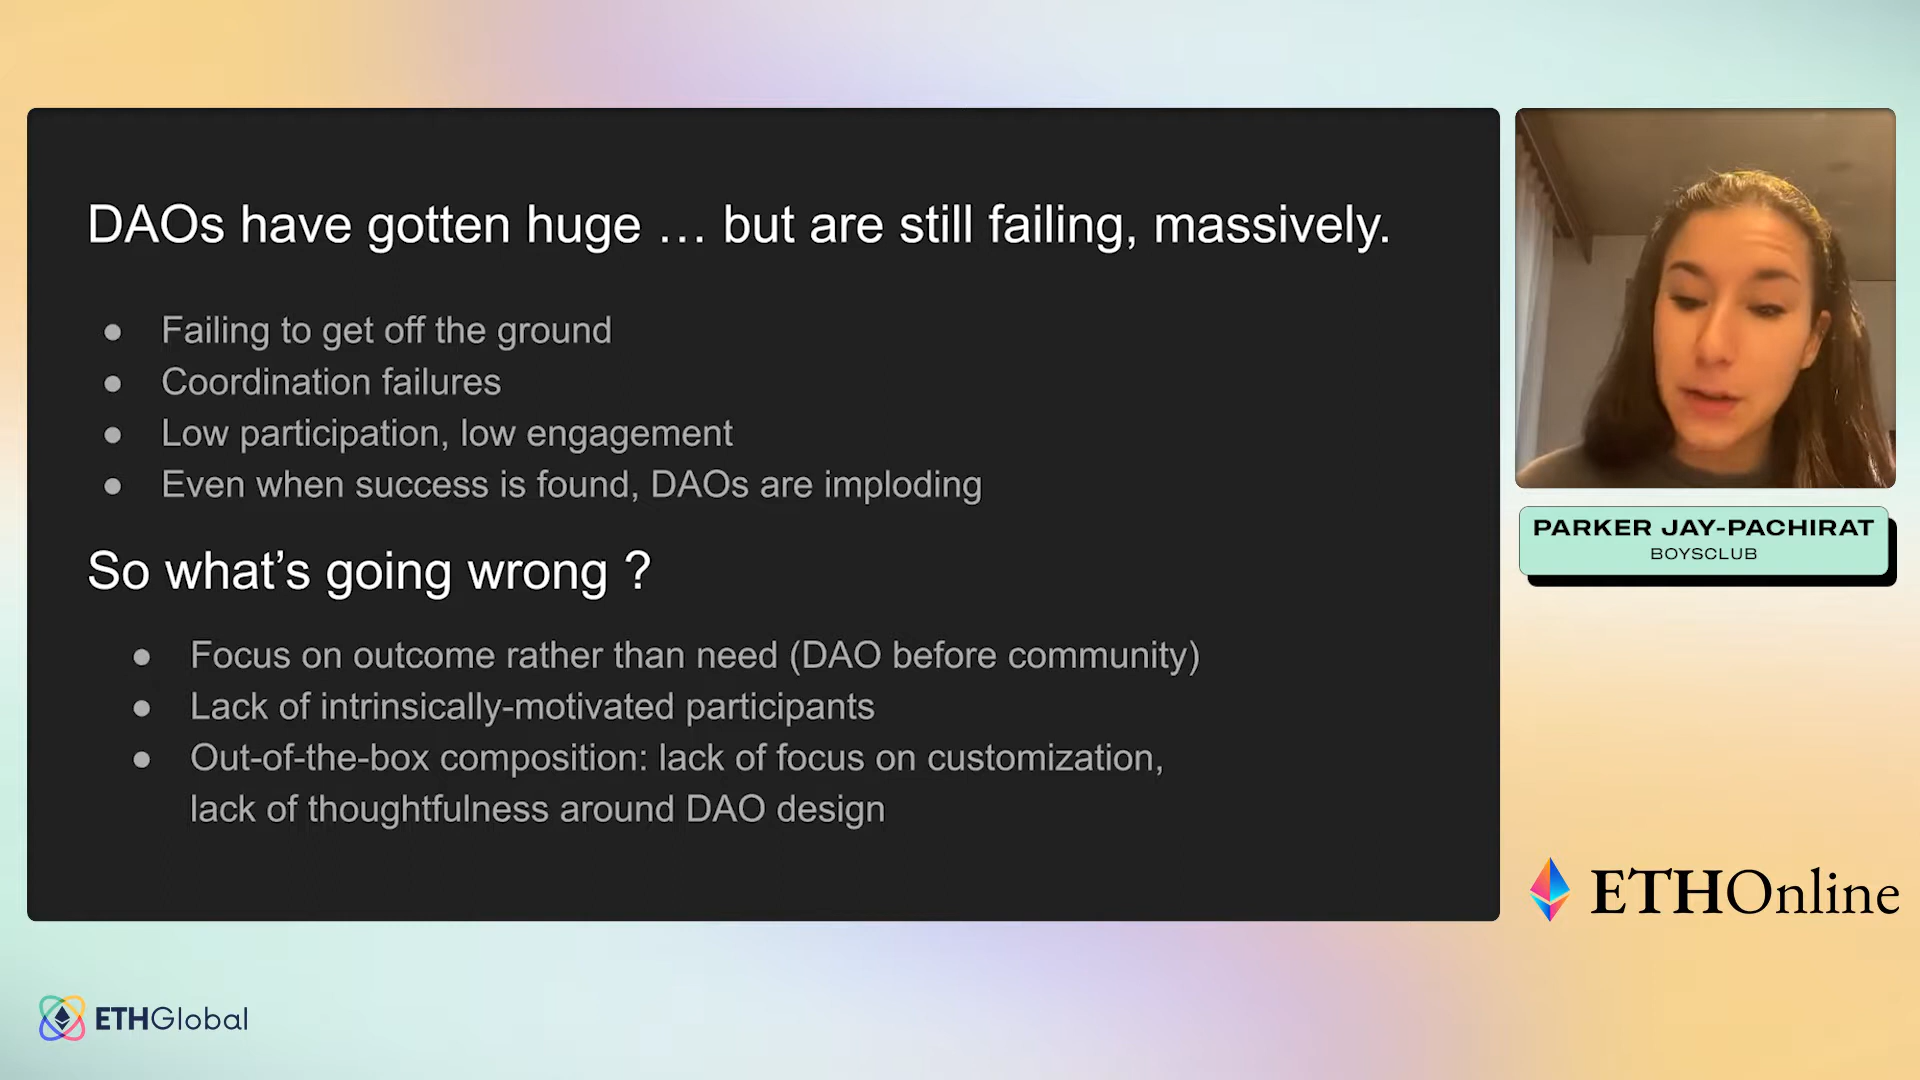 DAOs have gotten huge … but are still failing, massively.
● Failing to get off the ground
● Coordination failures
● Low participation, low engagement
● Even when success is found, DAOs are imploding
So what’s going wrong ?
● Focus on outcome rather than need (DAO before community)
● Lack of intrinsically-motivated participants
● Out-of-the-box composition: lack of focus on customization,
lack of thoughtfulness around DAO design
PARKER JAY-PACHIRAT
BOYSCLUB
ETHOnline
ETHGlobal